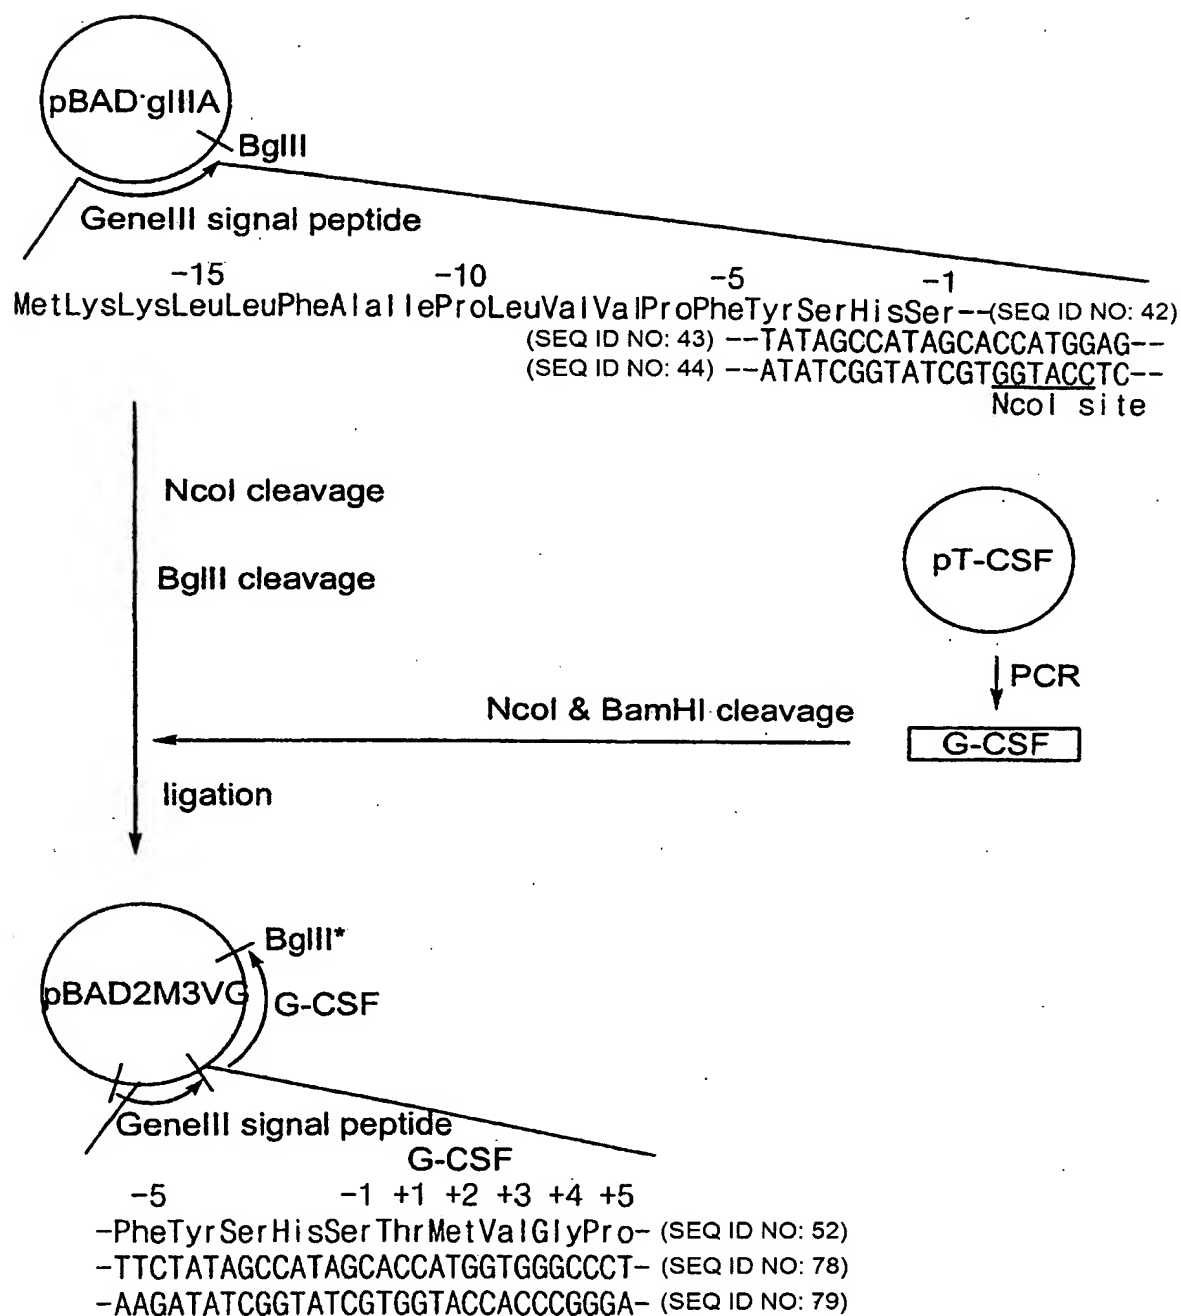 pBAD·gIIIA
BglII
GeneIII signal peptide
-15 -10 -5 -1
MetLysLysLeuLeuPheAlaIleProLeuValValProPheTyrSerHisSer--(SEQ ID NO: 42)
(SEQ ID NO: 43) --TATAGCCATAGCACCATGGAG--
(SEQ ID NO: 44) --ATATCGGTATCGTGGTACCTC--
NcoI site
NcoI cleavage
BglII cleavage
pT-CSF
PCR
NcoI & BamHI cleavage
G-CSF
ligation
BglII*
pBAD2M3VG
G-CSF
GeneIII signal peptide
G-CSF
-5 -1 +1 +2 +3 +4 +5
-PheTyrSerHisSerThrMetValGlyPro- (SEQ ID NO: 52)
-TTCTATAGCCATAGCACCATGGTGGGCCCT- (SEQ ID NO: 78)
-AAGATATCGGTATCGTGGTACCACCCGGGA- (SEQ ID NO: 79)